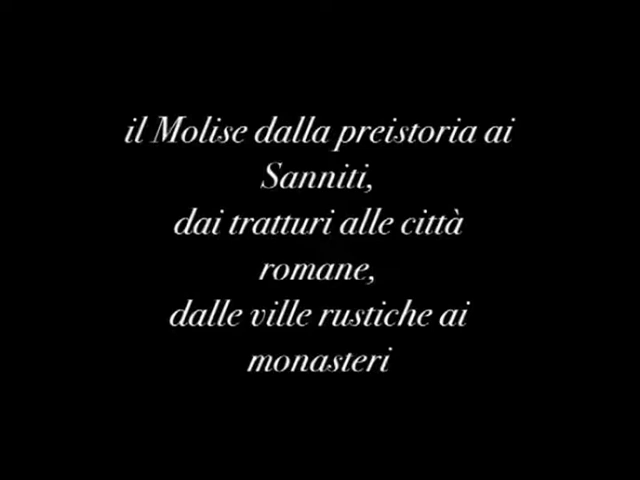 il Molise dalla preistoria ai
Sanniti,
dai tratturi alle città
romane,
dalle ville rustiche ai
monasteri